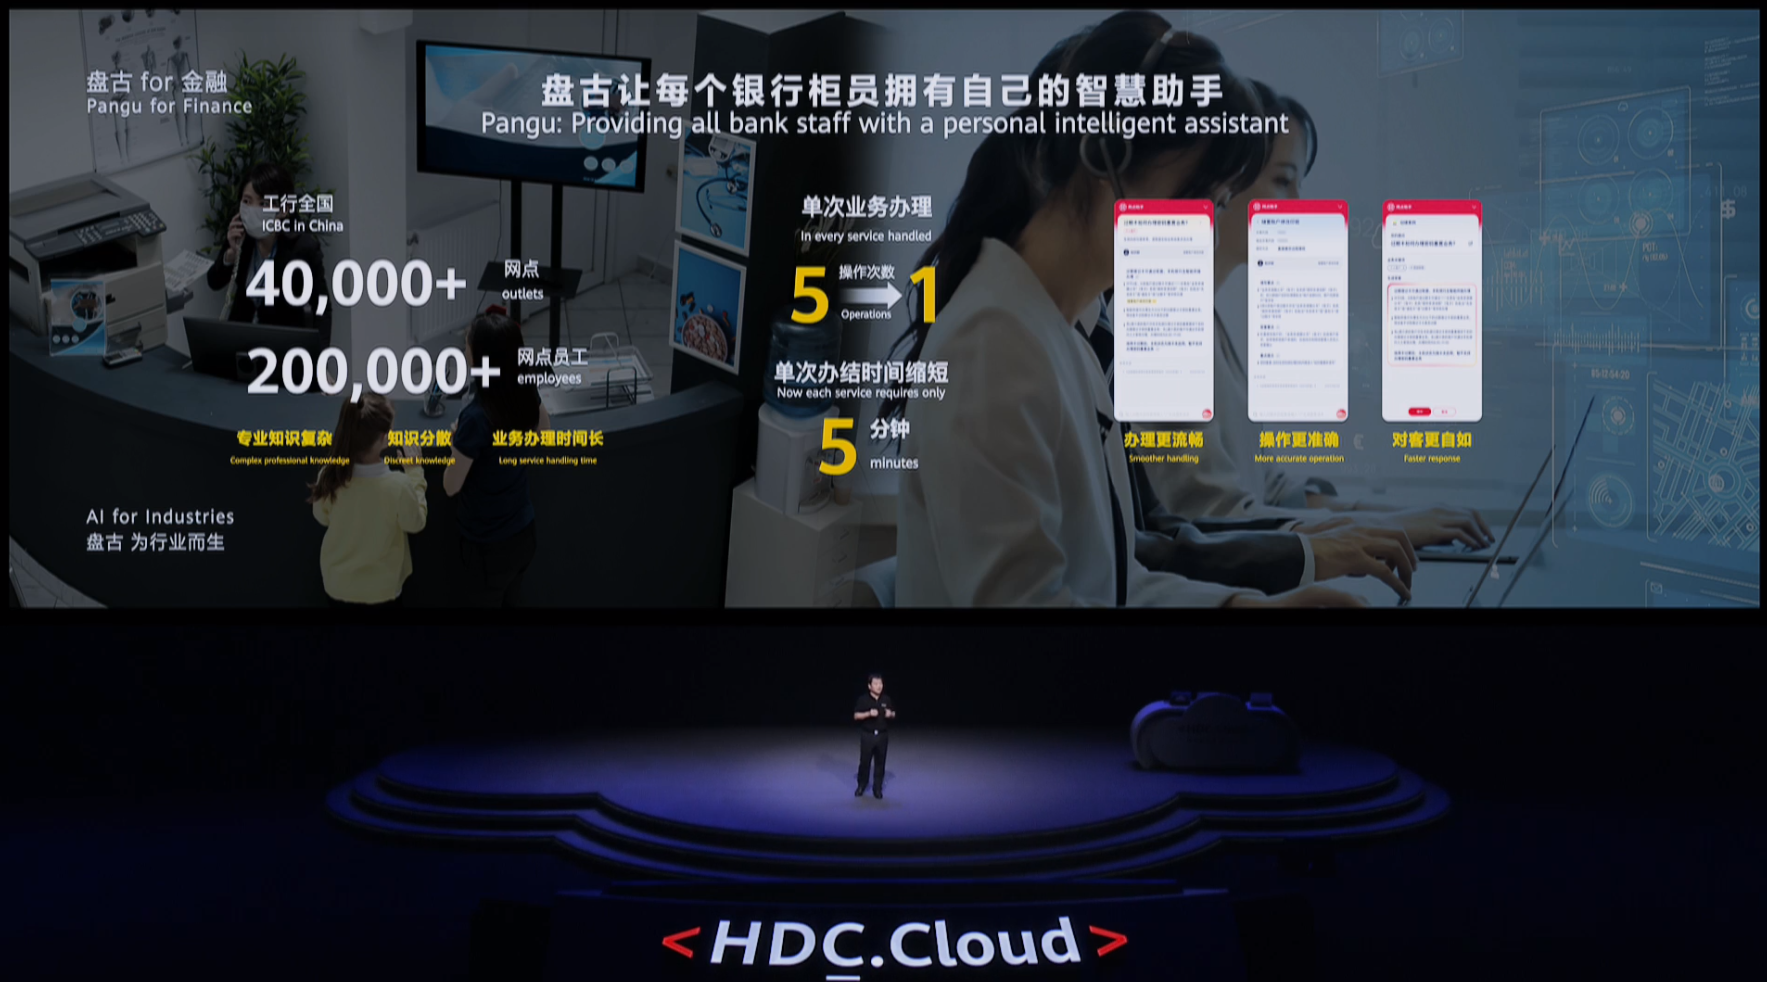 盘古 for 金融
Pangu for Finance
盘古让每个银行柜员拥有自己的智慧助手
Pangu: Providing all bank staff with a personal intelligent assistant
工行全国
ICBC in China
40,000+
网点
outlets
200,000+
网点员工
employees
专业知识复杂
Complex professional knowledge
知识分散
Discreet knowledge
业务办理时间长
Long service handling time
单次业务办理
In every service handled
5
操作次数
Operations
1
单次办结时间缩短
Now each service requires only
5
分钟
minutes
办理更流畅
Smoother handling
操作更准确
More accurate operation
对客更自如
Faster response
AI for Industries
盘古 为行业而生
<HDC.Cloud>